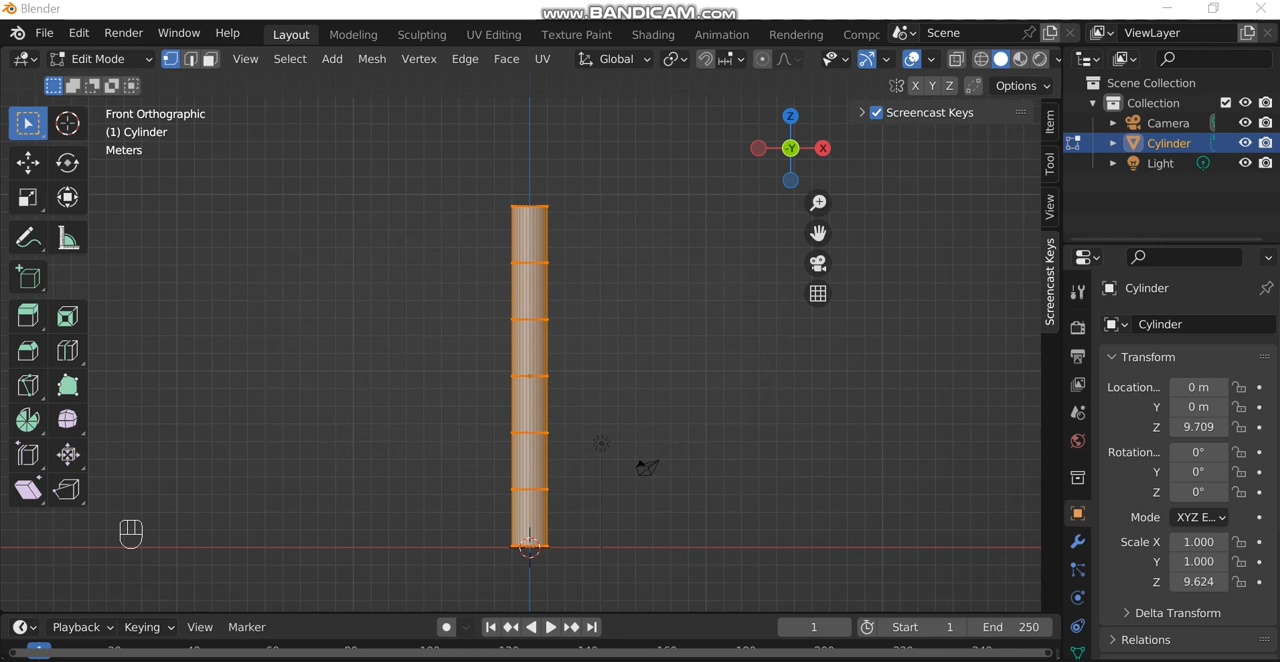 Blender
www.BANDICAM.com
File Edit Render Window Help Layout Modeling Sculpting UV Editing Texture Paint Shading Animation Rendering Compc Scene ViewLayer
Edit Mode View Select Add Mesh Vertex Edge Face UV Global
X Y Z Options
Front Orthographic
(1) Cylinder
Meters
Screencast Keys
Z
-Y
X
Item
Tool
View
Screencast Keys
Scene Collection
Collection
Camera
Cylinder
Light
Cylinder
Cylinder
Transform
Location... 0 m
Y 0 m
Z 9.709
Rotation... 0°
Y 0°
Z 0°
Mode XYZ E...
Scale X 1.000
Y 1.000
Z 9.624
Delta Transform
Relations
Playback Keying View Marker 1 Start 1 End 250